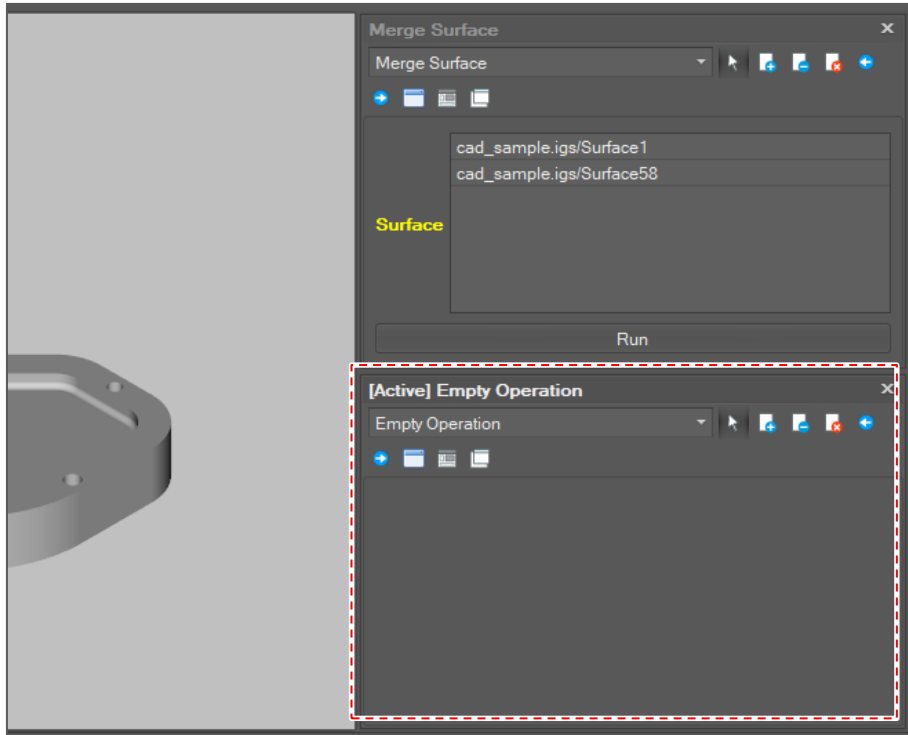 Merge Surface
Merge Surface
cad_sample.igs/Surface1
cad_sample.igs/Surface58
Surface
Run
[Active] Empty Operation
Empty Operation